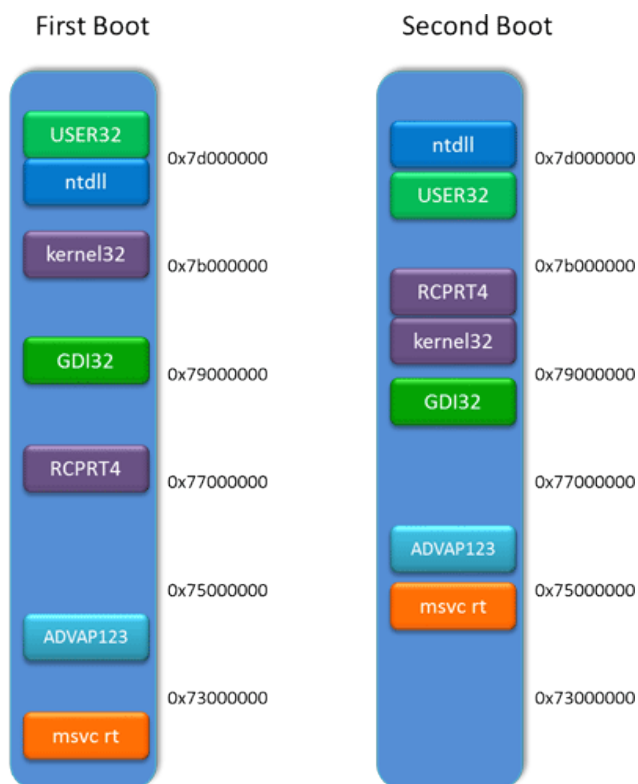 First Boot
USER32
0x7d000000
ntdll
kernel32
0x7b000000
GDI32
0x79000000
RCPRT4
0x77000000
0x75000000
ADVAP123
0x73000000
msvc rt
Second Boot
ntdll
0x7d000000
USER32
0x7b000000
RCPRT4
kernel32
0x79000000
GDI32
0x77000000
ADVAP123
0x75000000
msvc rt
0x73000000